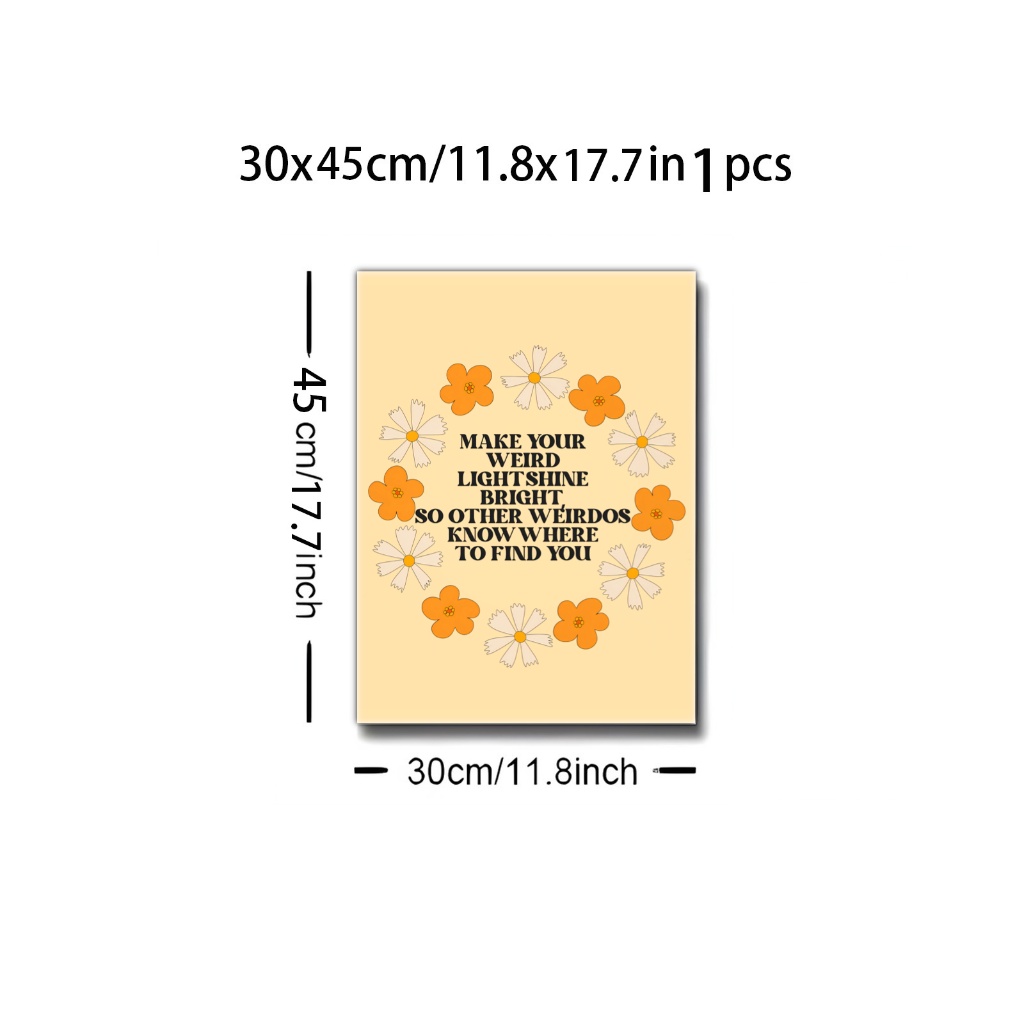 30x45cm/11.8x17.7in 1 pcs
45 cm/17.7inch
MAKE YOUR
WEIRD
LIGHT SHINE
BRIGHT,
SO OTHER WEIRDOS
KNOW WHERE
TO FIND YOU
30cm/11.8inch